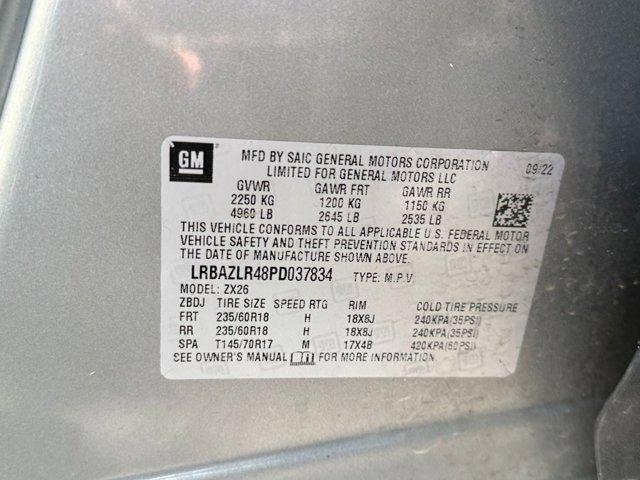 GM
MFD BY SAIC GENERAL MOTORS CORPORATION 09/22
LIMITED FOR GENERAL MOTORS LLC
GVWR GAWR FRT GAWR RR
2250 KG 1200 KG 1150 KG
4960 LB 2645 LB 2535 LB
THIS VEHICLE CONFORMS TO ALL APPLICABLE U.S. FEDERAL MOTOR
VEHICLE SAFETY AND THEFT PREVENTION STANDARDS IN EFFECT ON
THE DATE OF MANUFACTURE SHOWN ABOVE.
LRBAZLR48PD037834 TYPE: M.P.V.
MODEL: ZX26
ZBDJ TIRE SIZE SPEED RTG RIM COLD TIRE PRESSURE
FRT 235/60R18 H 18X8J 240KPA(35PSI)
RR 235/60R18 H 18X8J 240KPA(35PSI)
SPA T145/70R17 M 17X4B 420KPA(60PSI)
SEE OWNER'S MANUAL FOR MORE INFORMATION.